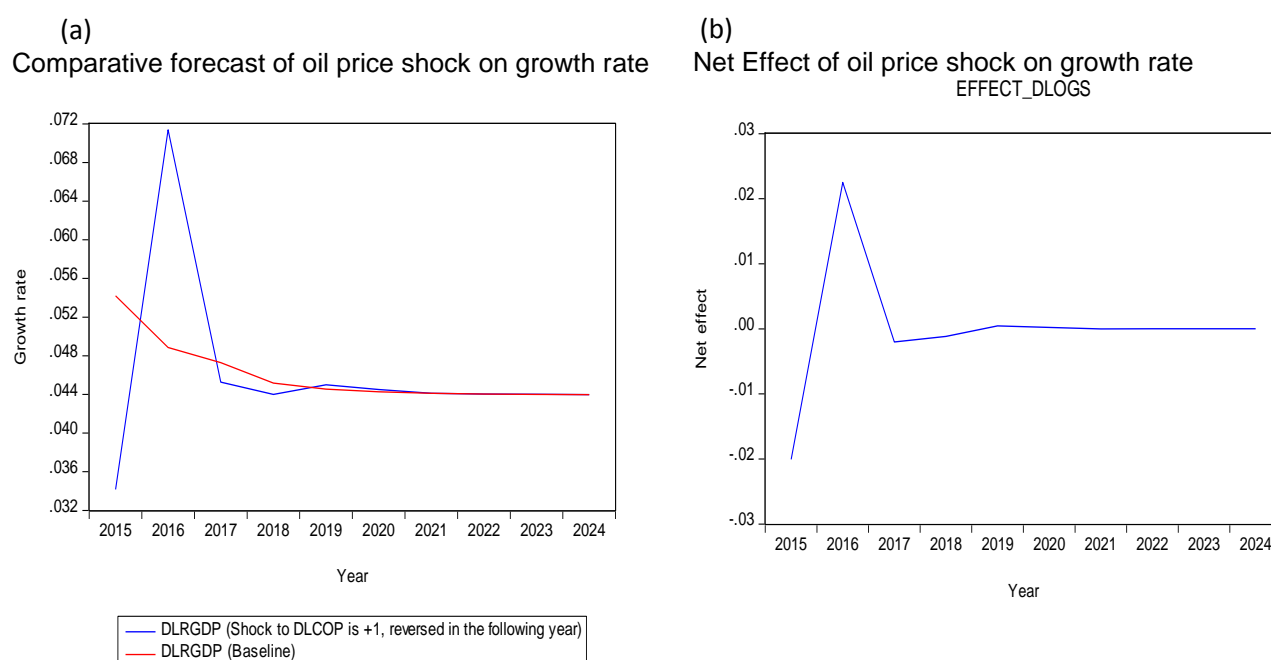 (a)
Comparative forecast of oil price shock on growth rate
.072
.068
.064
.060
.056
.052
.048
.044
.040
.036
.032
Growth rate
2015 2016 2017 2018 2019 2020 2021 2022 2023 2024
Year
DLRGDP (Shock to DLCOP is +1, reversed in the following year)
DLRGDP (Baseline)
(b)
Net Effect of oil price shock on growth rate
EFFECT_DLOGS
.03
.02
.01
.00
-.01
-.02
-.03
Net effect
2015 2016 2017 2018 2019 2020 2021 2022 2023 2024
Year